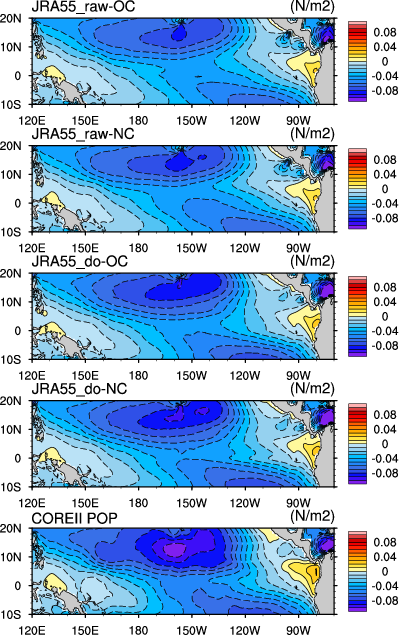 JRA55_raw-OC (N/m2)
20N 0.08
10N 0.04
0 0
10S -0.04
-0.08
120E 150E 180 150W 120W 90W
JRA55_raw-NC (N/m2)
20N 0.08
10N 0.04
0 0
10S -0.04
-0.08
120E 150E 180 150W 120W 90W
JRA55_do-OC (N/m2)
20N 0.08
10N 0.04
0 0
10S -0.04
-0.08
120E 150E 180 150W 120W 90W
JRA55_do-NC (N/m2)
20N 0.08
10N 0.04
0 0
10S -0.04
-0.08
120E 150E 180 150W 120W 90W
COREII POP (N/m2)
20N 0.08
10N 0.04
0 0
10S -0.04
-0.08
120E 150E 180 150W 120W 90W